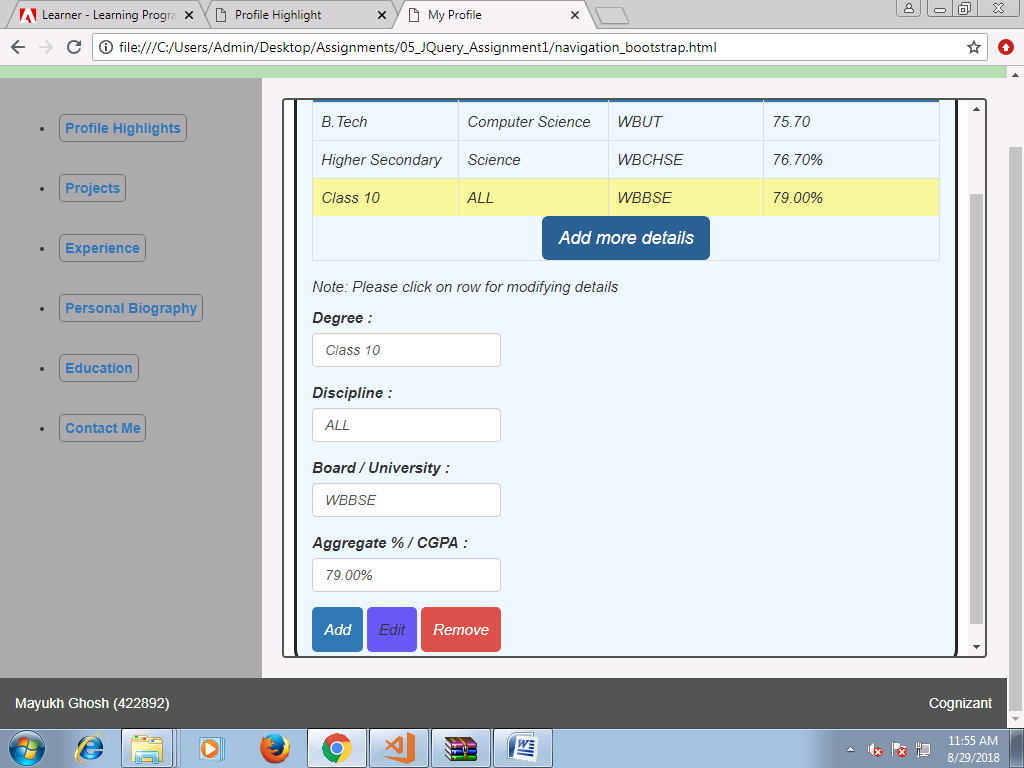 Learner - Learning Progra
Profile Highlight
My Profile
file:///C:/Users/Admin/Desktop/Assignments/05_JQuery_Assignment1/navigation_bootstrap.html
Profile Highlights
Projects
Experience
Personal Biography
Education
Contact Me
B.Tech Computer Science WBUT 75.70
Higher Secondary Science WBCHSE 76.70%
Class 10 ALL WBBSE 79.00%
Add more details
Note: Please click on row for modifying details
Degree :
Class 10
Discipline :
ALL
Board / University :
WBBSE
Aggregate % / CGPA :
79.00%
Add Edit Remove
Mayukh Ghosh (422892) Cognizant
11:55 AM
8/29/2018